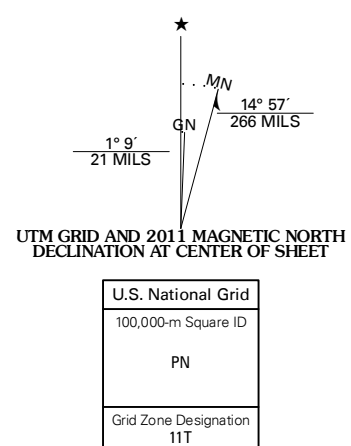 ★
MN
GN
1° 9´
21 MILS
14° 57´
266 MILS
UTM GRID AND 2011 MAGNETIC NORTH
DECLINATION AT CENTER OF SHEET
U.S. National Grid
100,000-m Square ID
PN
Grid Zone Designation
11T